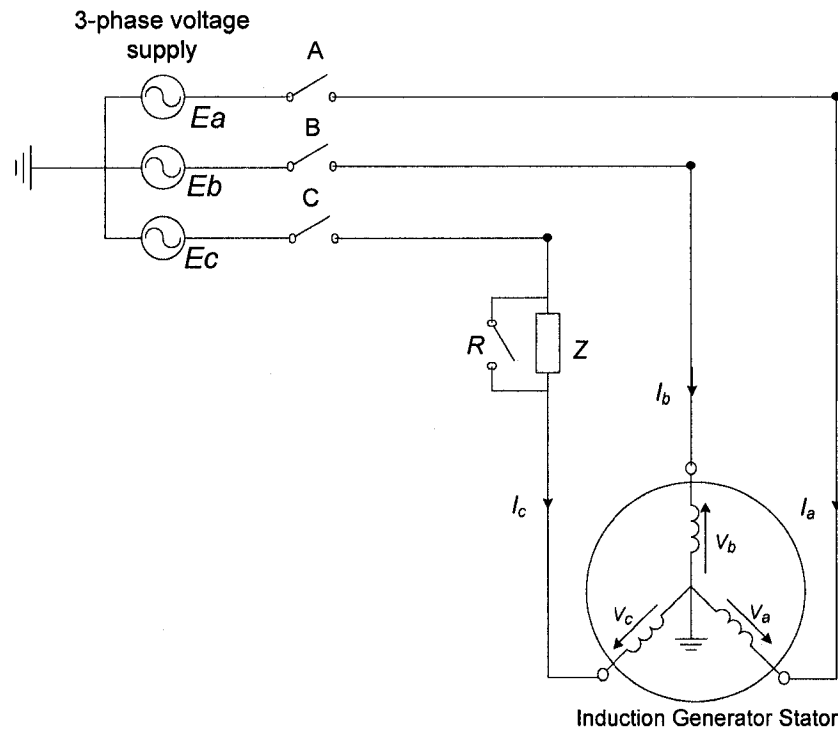 3-phase voltage
supply
A
Ea
B
Eb
C
Ec
R
Z
Ib
Ic
Ia
Vb
Vc
Va
Induction Generator Stator